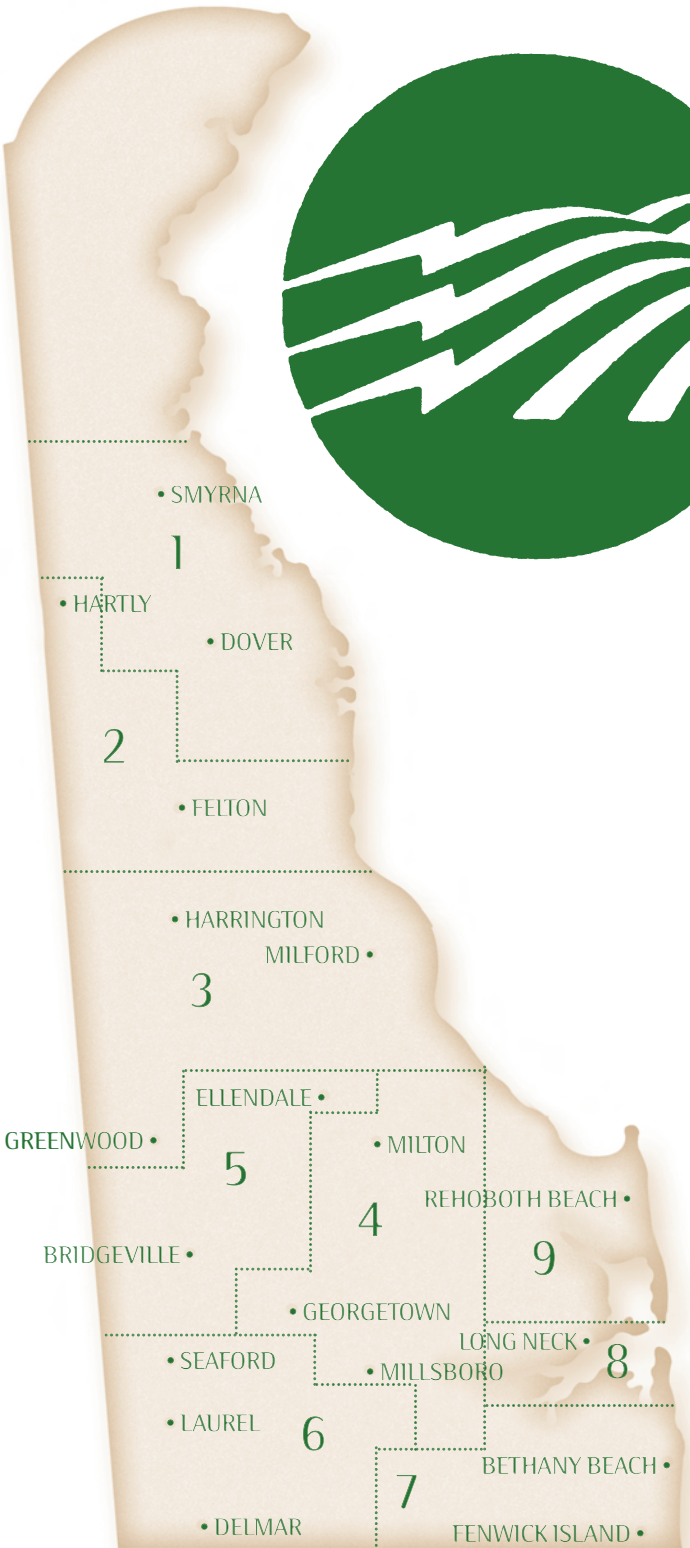 SMYRNA
1
HARTLY
DOVER
2
FELTON
HARRINGTON
MILFORD
3
ELLENDALE
GREENWOOD
MILTON
5
REHOBOTH BEACH
4
BRIDGEVILLE
9
GEORGETOWN
LONG NECK
SEAFORD
8
MILLSBORO
LAUREL
6
BETHANY BEACH
7
DELMAR
FENWICK ISLAND